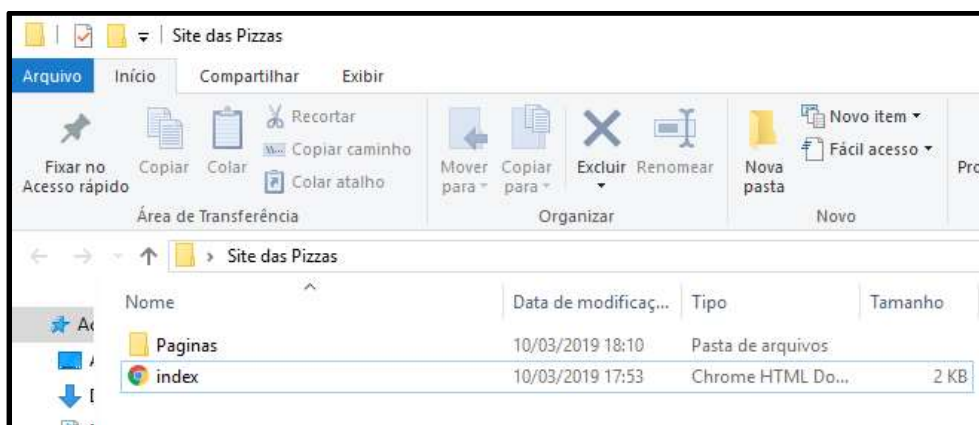 Site das Pizzas
Arquivo Início Compartilhar Exibir
Fixar no Acesso rápido
Copiar
Colar
Recortar
Copiar caminho
Colar atalho
Mover para
Copiar para
Excluir
Renomear
Nova pasta
Novo item
Fácil acesso
Área de Transferência Organizar Novo
Site das Pizzas
Nome Data de modificaç... Tipo Tamanho
Paginas 10/03/2019 18:10 Pasta de arquivos
index 10/03/2019 17:53 Chrome HTML Do... 2 KB